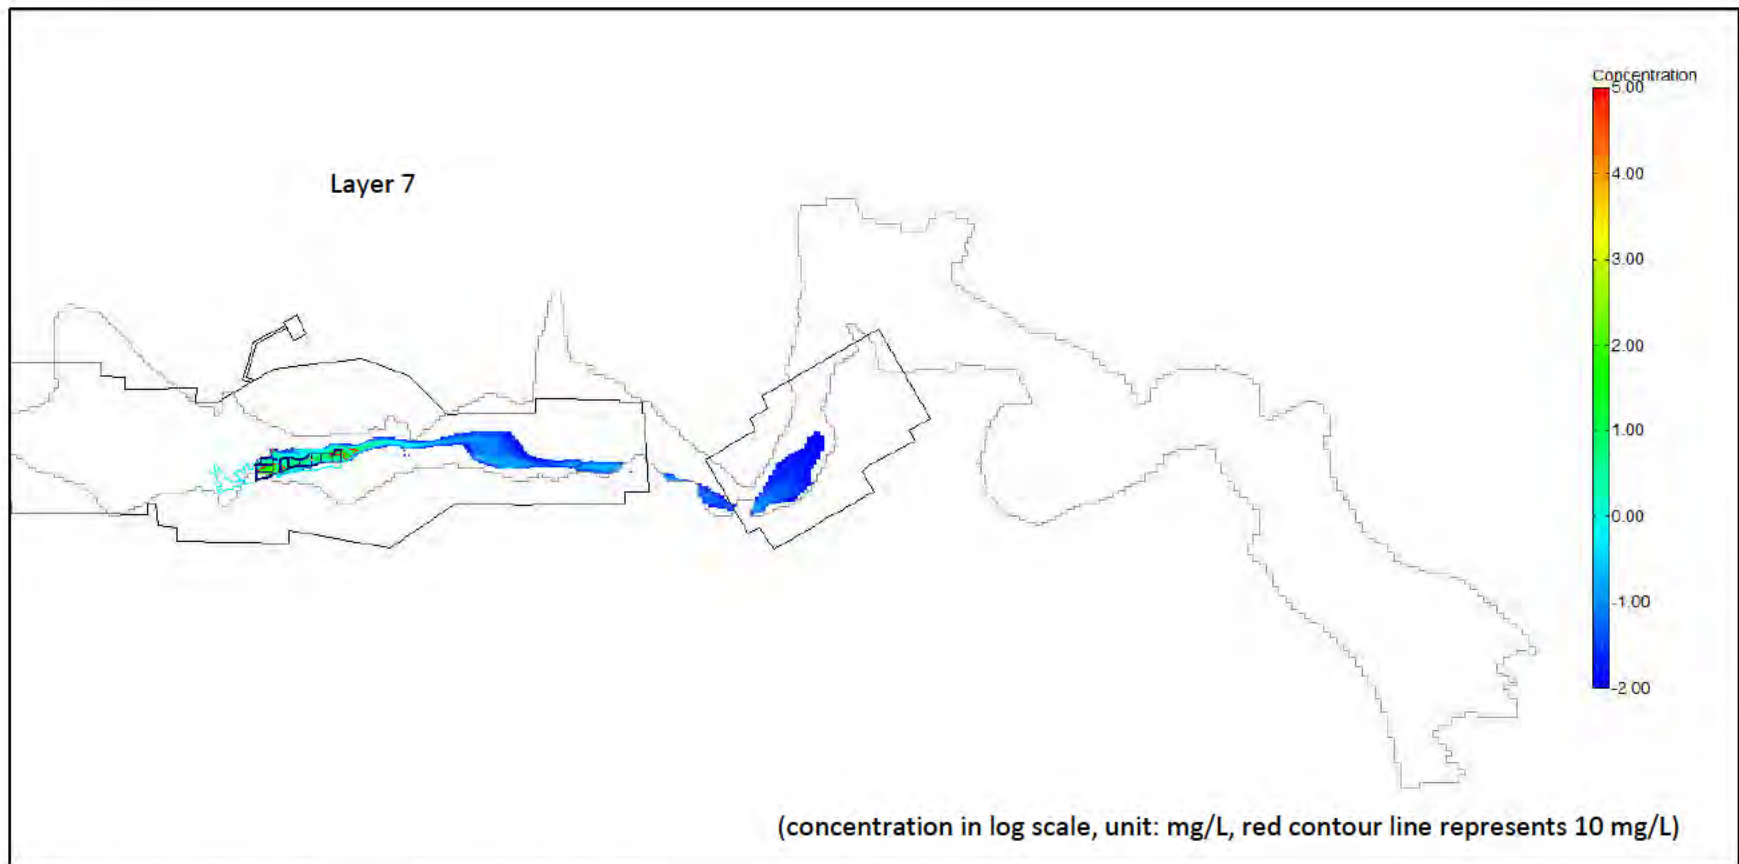 Concentration
5.00
Layer 7
4.00
3.00
2.00
1.00
0.00
-1.00
-2.00
(concentration in log scale, unit: mg/L, red contour line represents 10 mg/L)